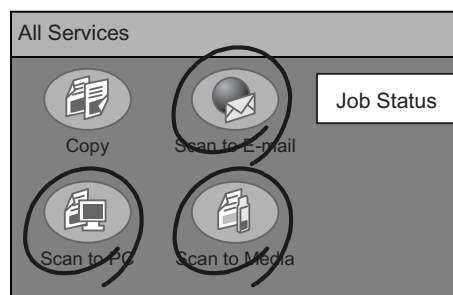 All Services
Job Status
Copy
Scan to E-mail
Scan to PC
Scan to Media